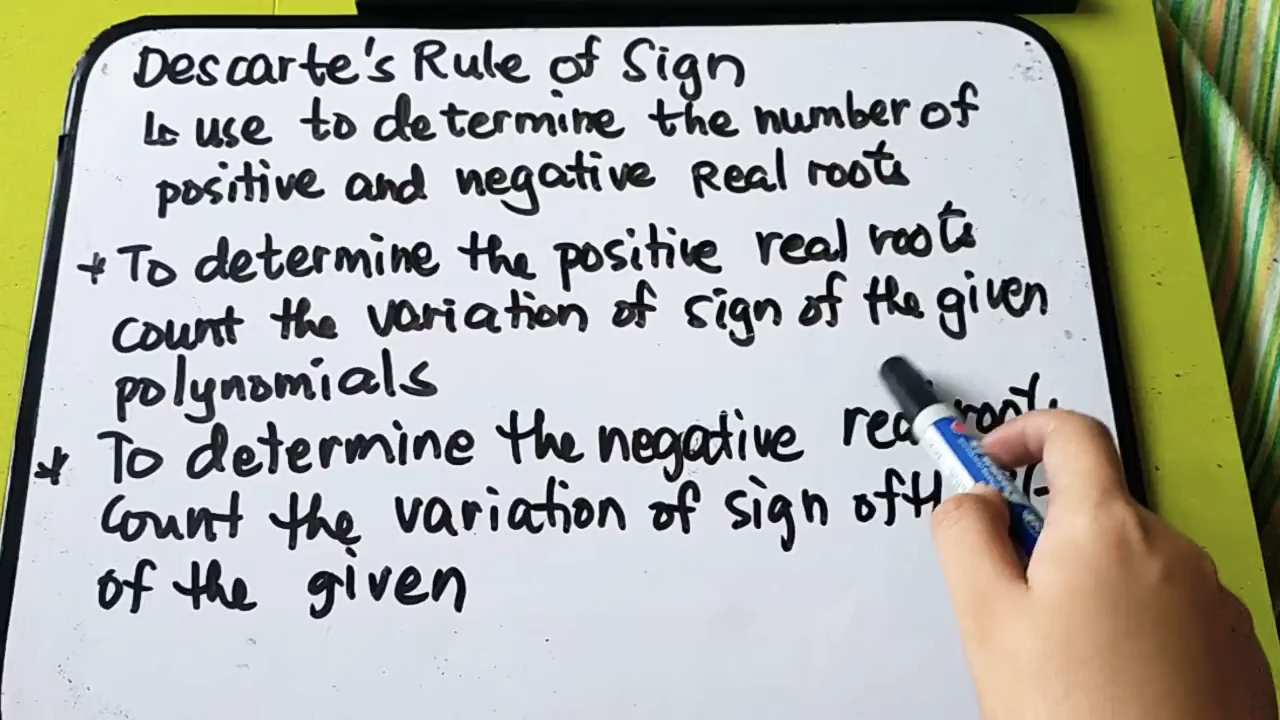 Descarte's Rule of Sign
↳ use to determine the number of
positive and negative Real roots
* To determine the positive real roots
count the variation of sign of the given
polynomials
* To determine the negative real roots
count the variation of sign of
of the given